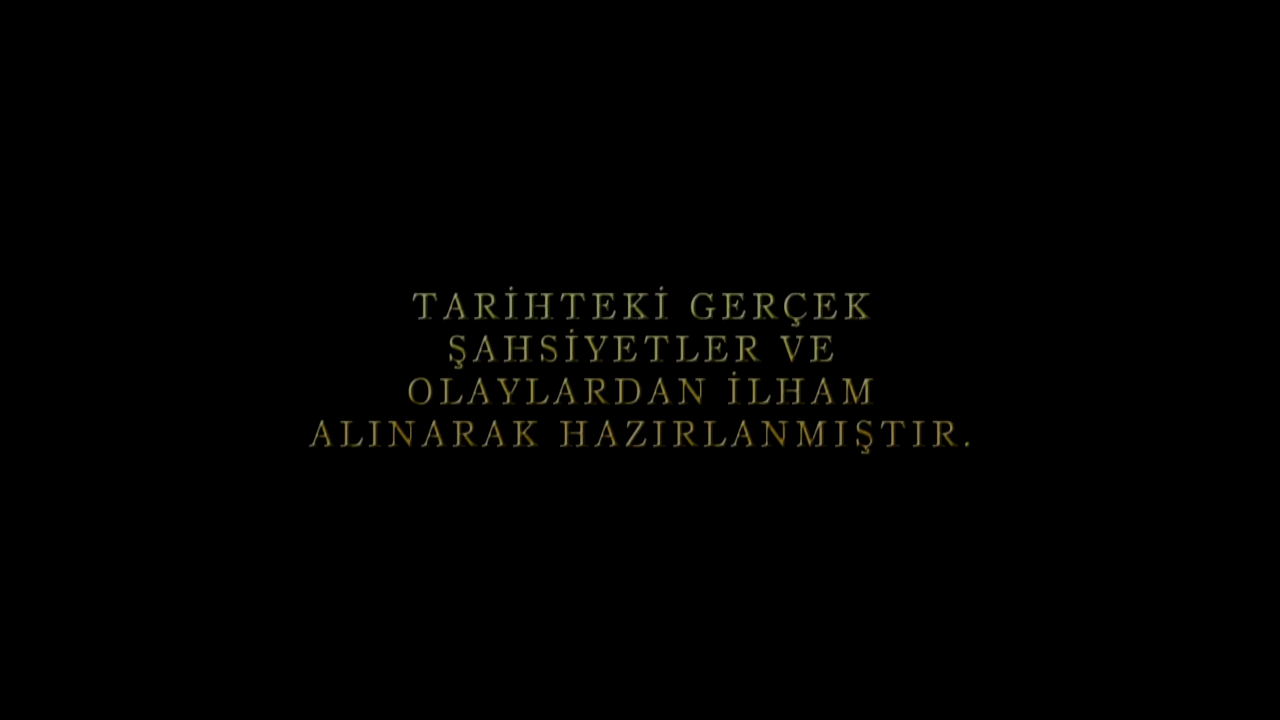 TARİHTEKİ GERÇEK
ŞAHSİYETLER VE
OLAYLARDAN İLHAM
ALINARAK HAZIRLANMIŞTIR.